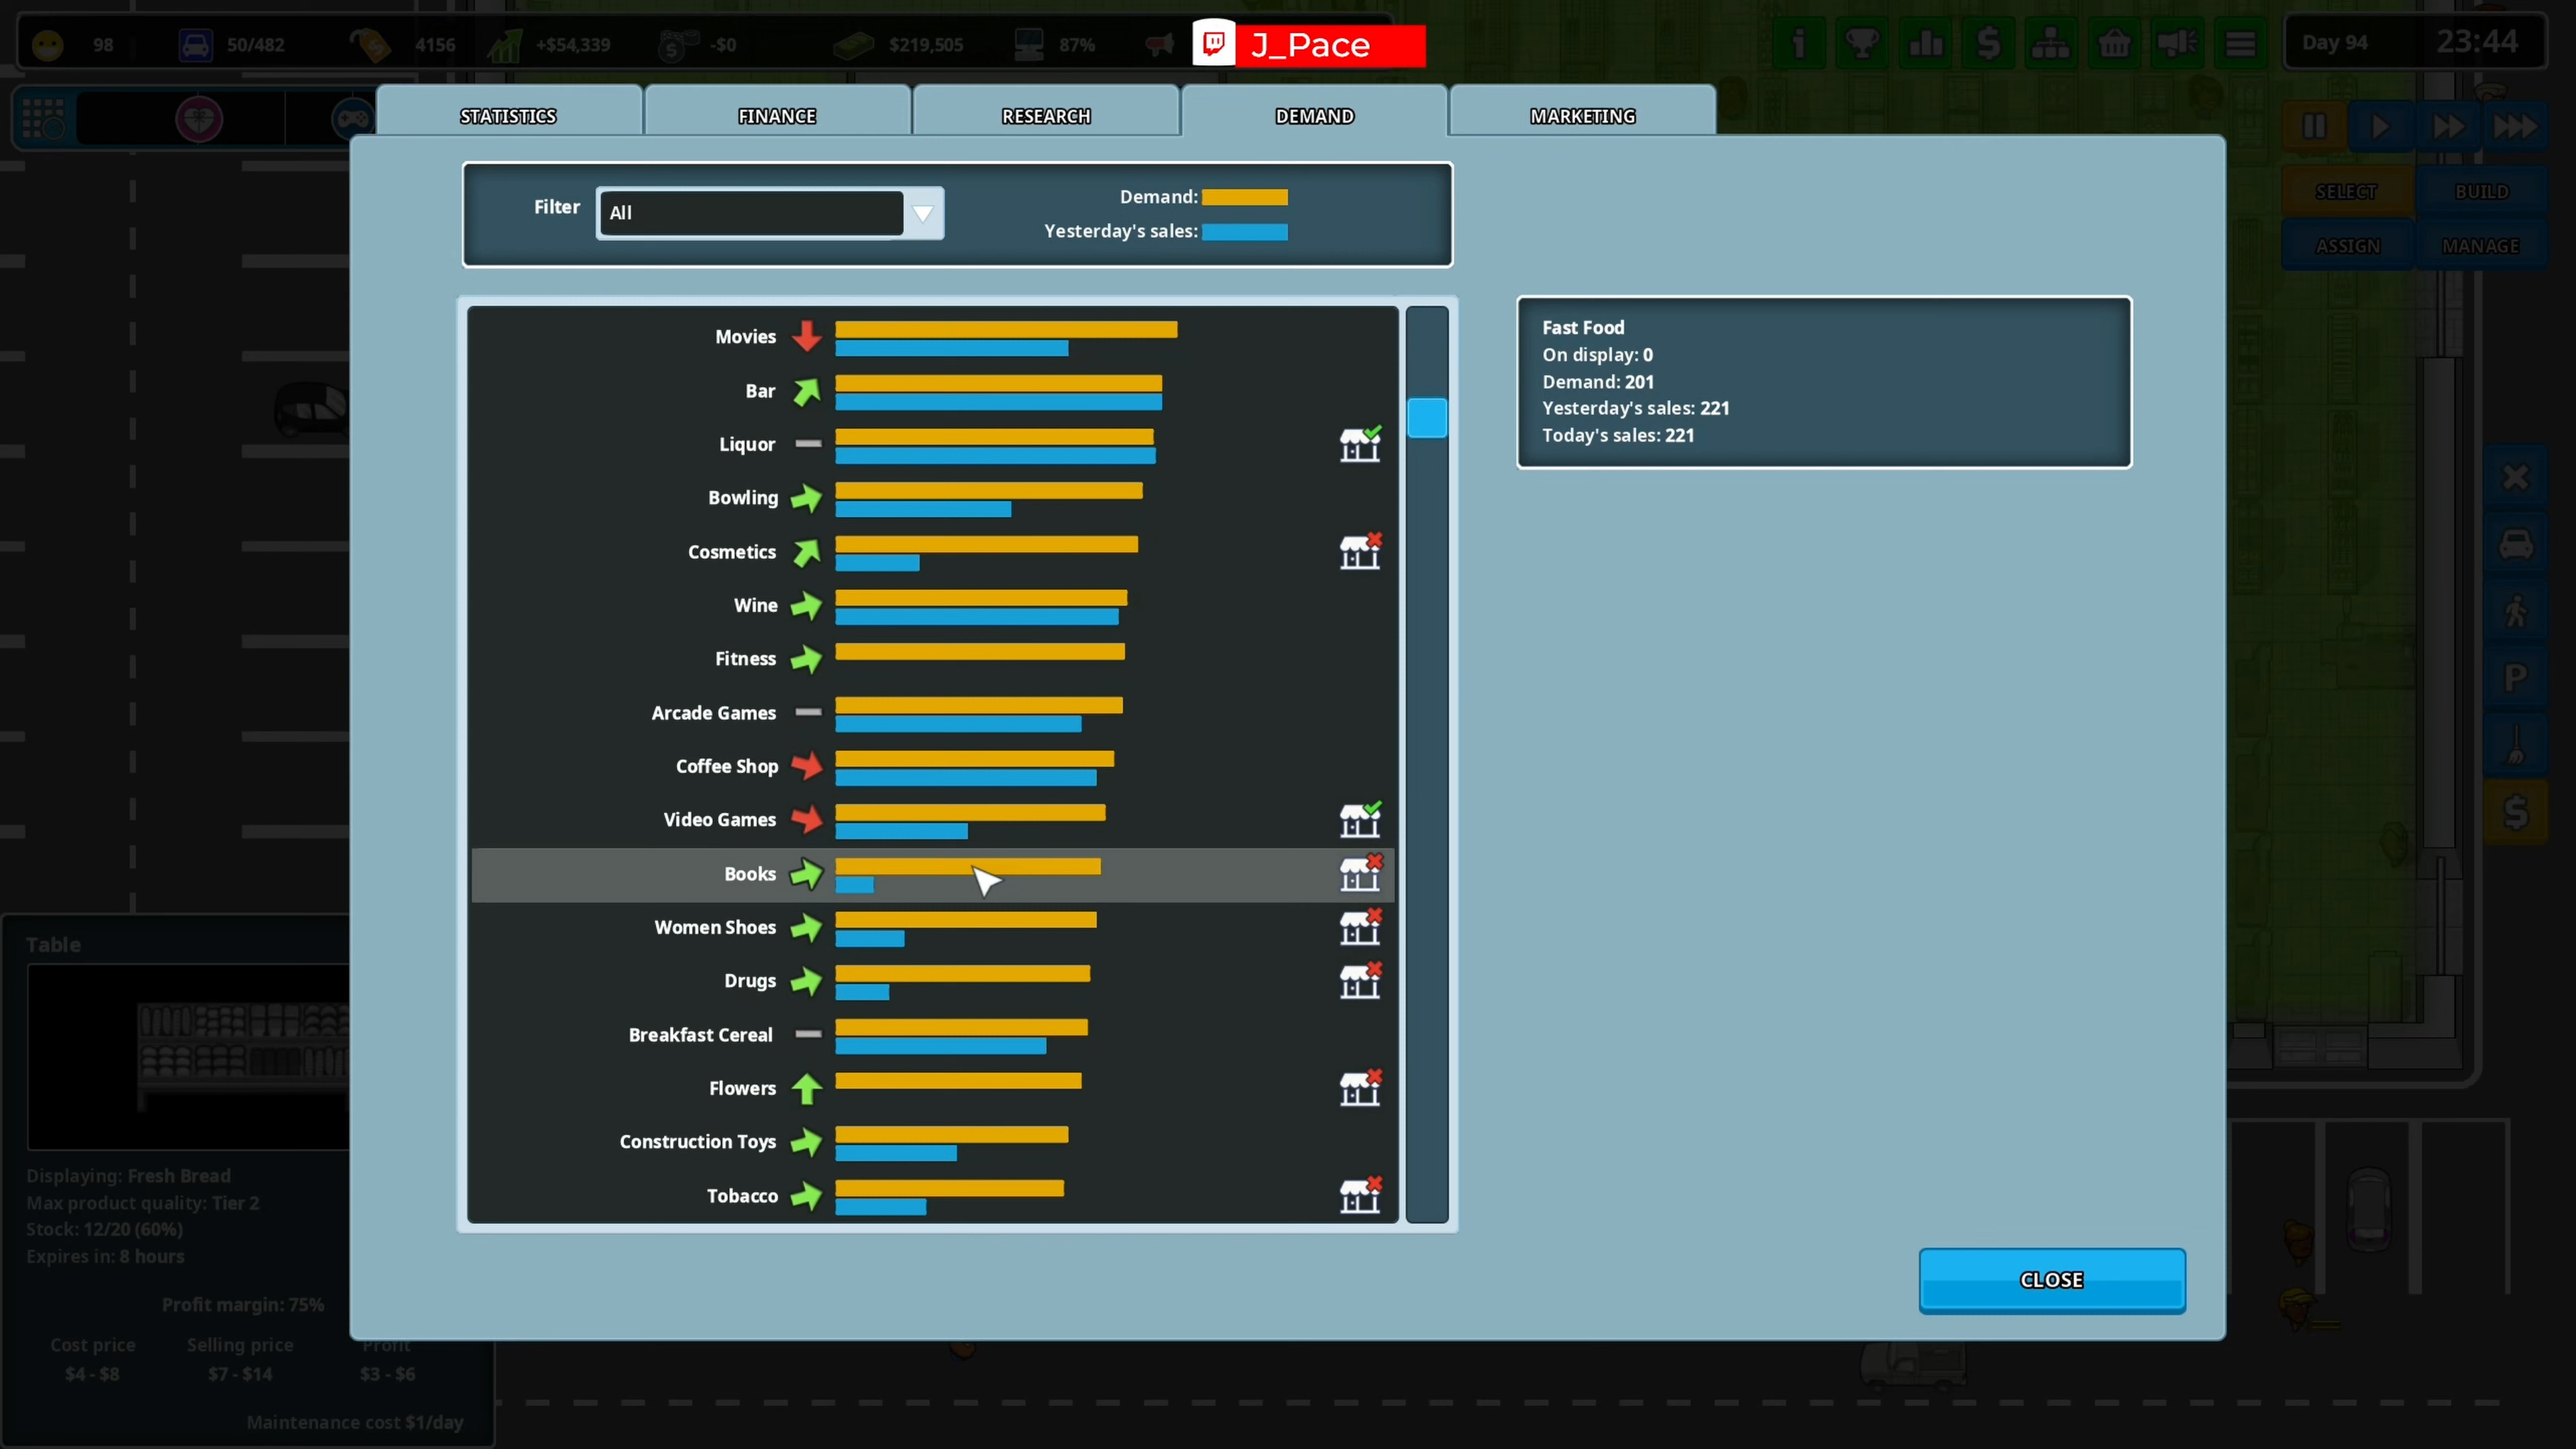 98 50/482 4156 +$54,339 -$0 $219,505 87% J_Pace Day 94 23:44
STATISTICS FINANCE RESEARCH DEMAND MARKETING
Filter All
Demand:
Yesterday's sales:
SELECT BUILD
ASSIGN MANAGE
Movies
Bar
Liquor
Bowling
Cosmetics
Wine
Fitness
Arcade Games
Coffee Shop
Video Games
Books
Women Shoes
Drugs
Breakfast Cereal
Flowers
Construction Toys
Tobacco
Fast Food
On display: 0
Demand: 201
Yesterday's sales: 221
Today's sales: 221
P
$
CLOSE
Table
Displaying: Fresh Bread
Max product quality: Tier 2
Stock: 12/20 (60%)
Expires in: 8 hours
Profit margin: 75%
Cost price Selling price Profit
$4 - $8 $7 - $14 $3 - $6
Maintenance cost $1/day